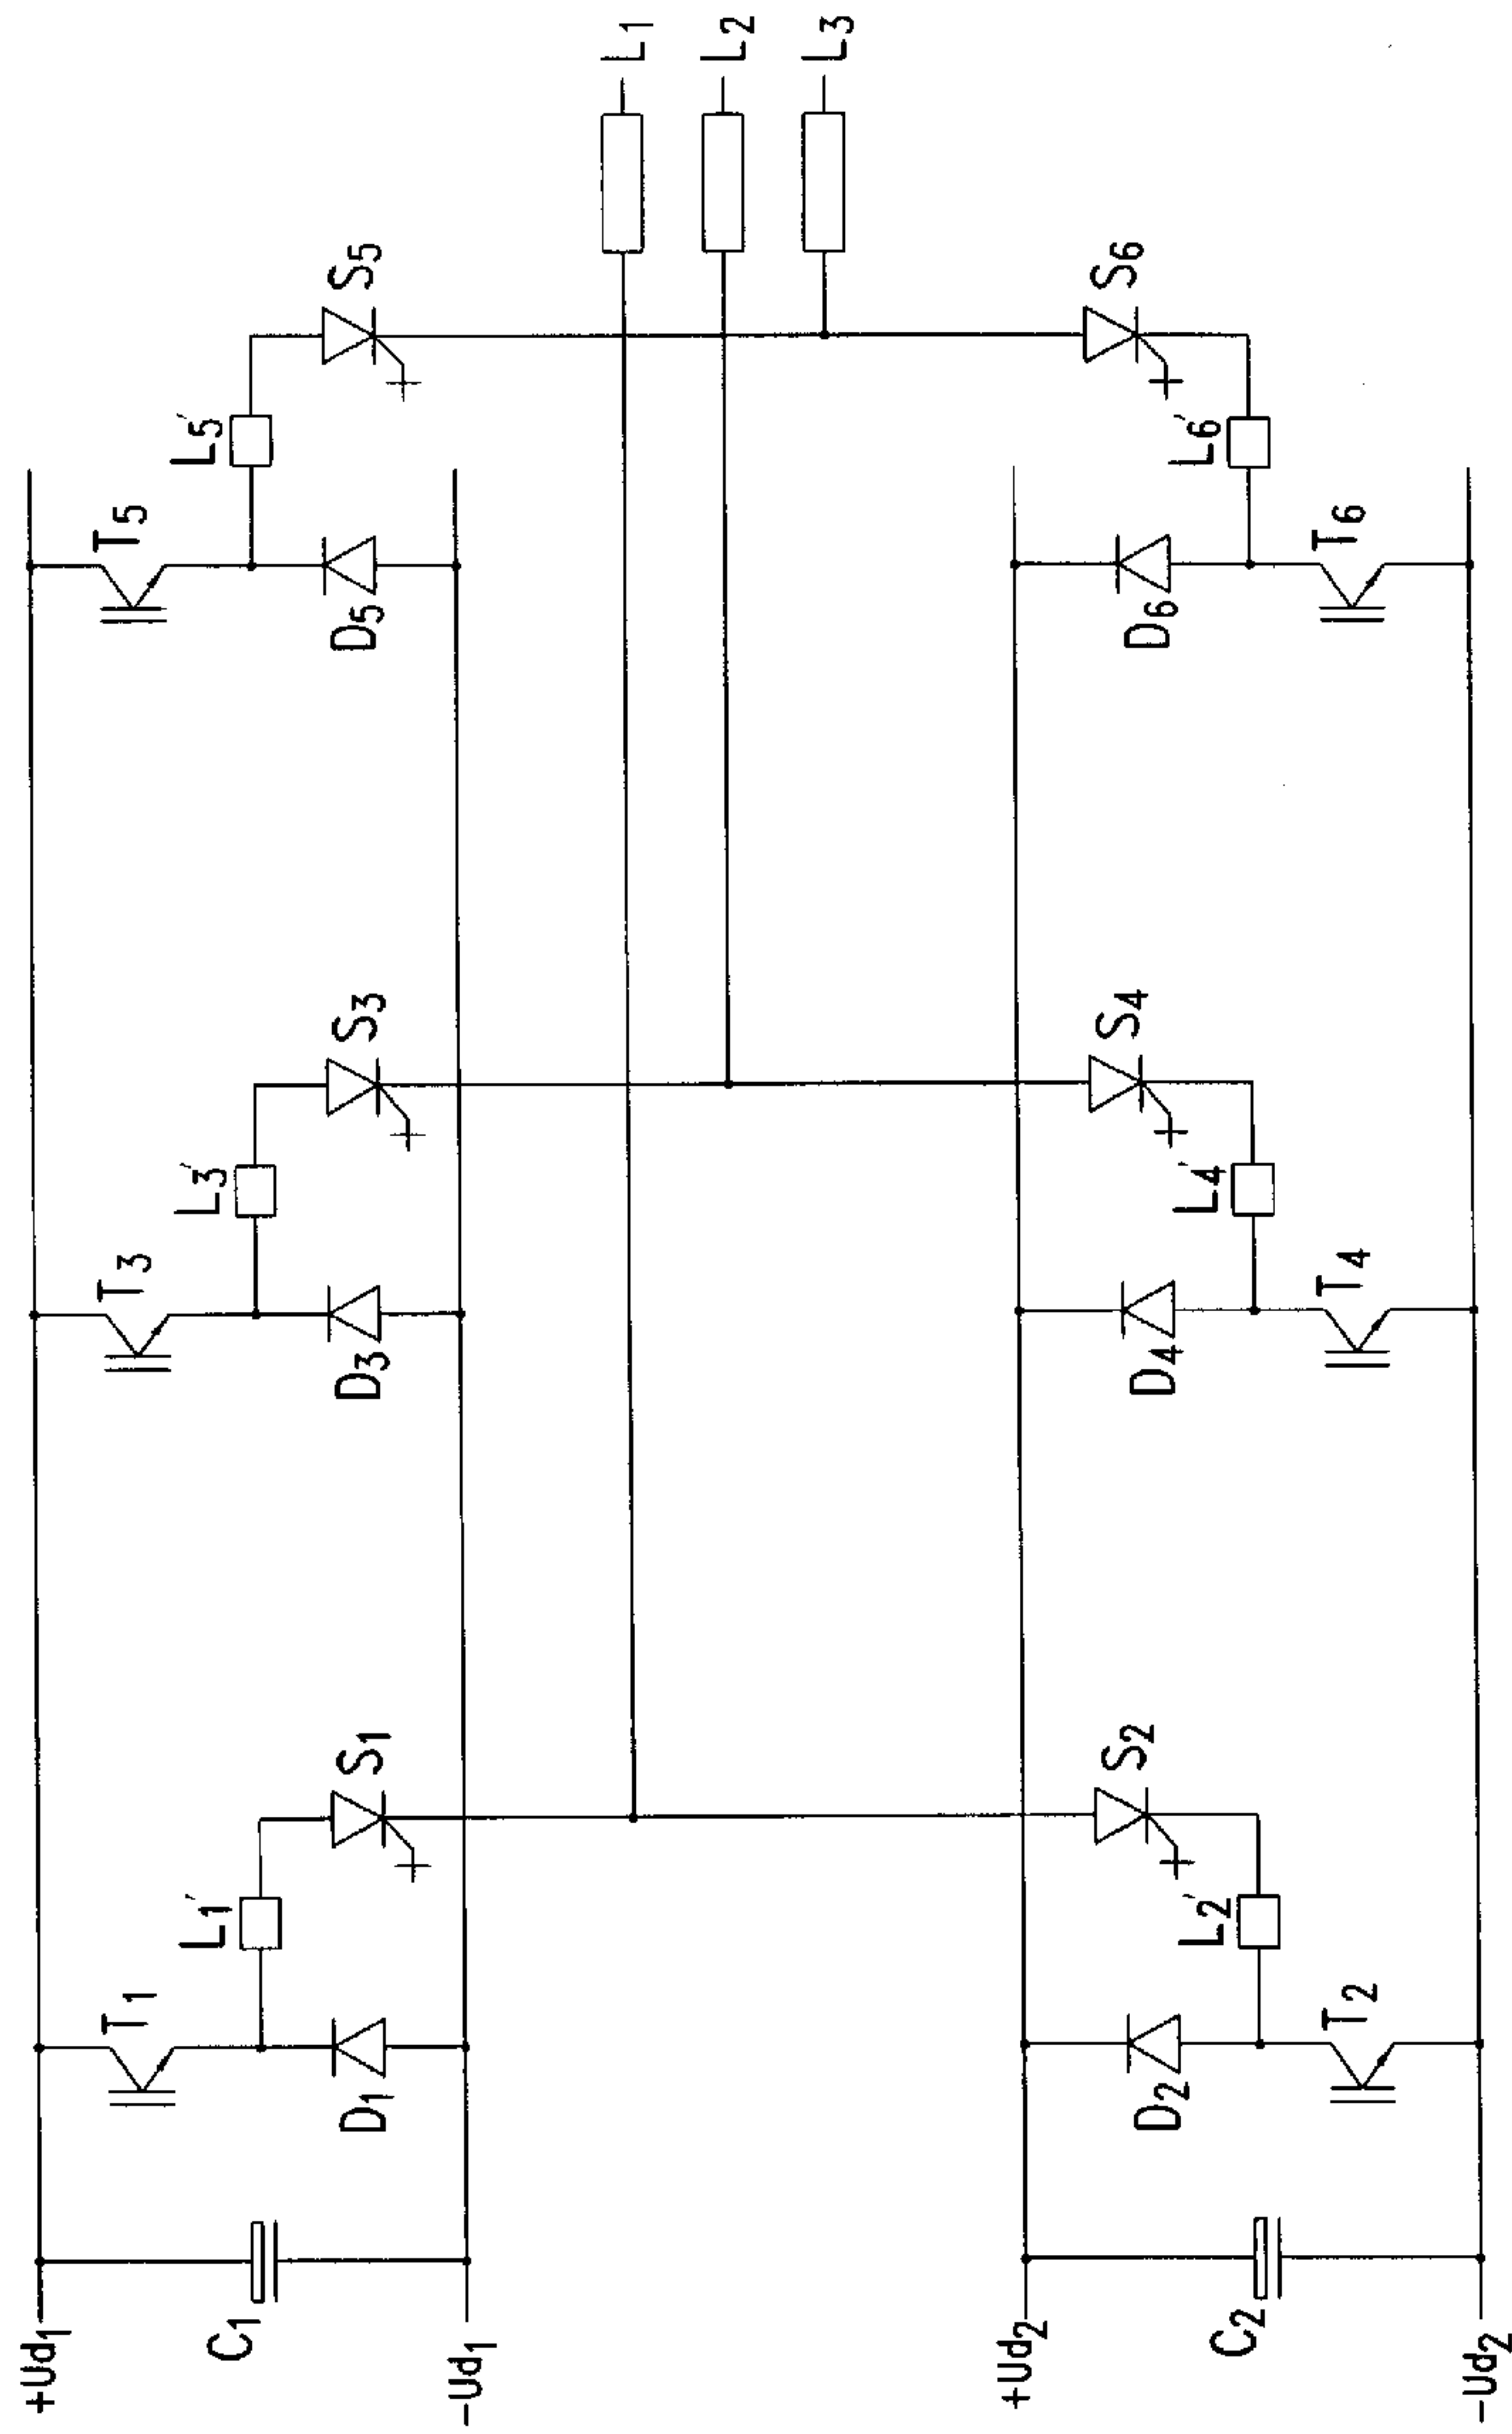 +Ud1
C1
-Ud1
T1
D1
L1'
S1
T3
D3
L3'
S3
T5
D5
L5'
S5
L1
L2
L3
+Ud2
C2
-Ud2
D2
T2
L2'
S2
D4
T4
L4'
S4
D6
T6
L6'
S6